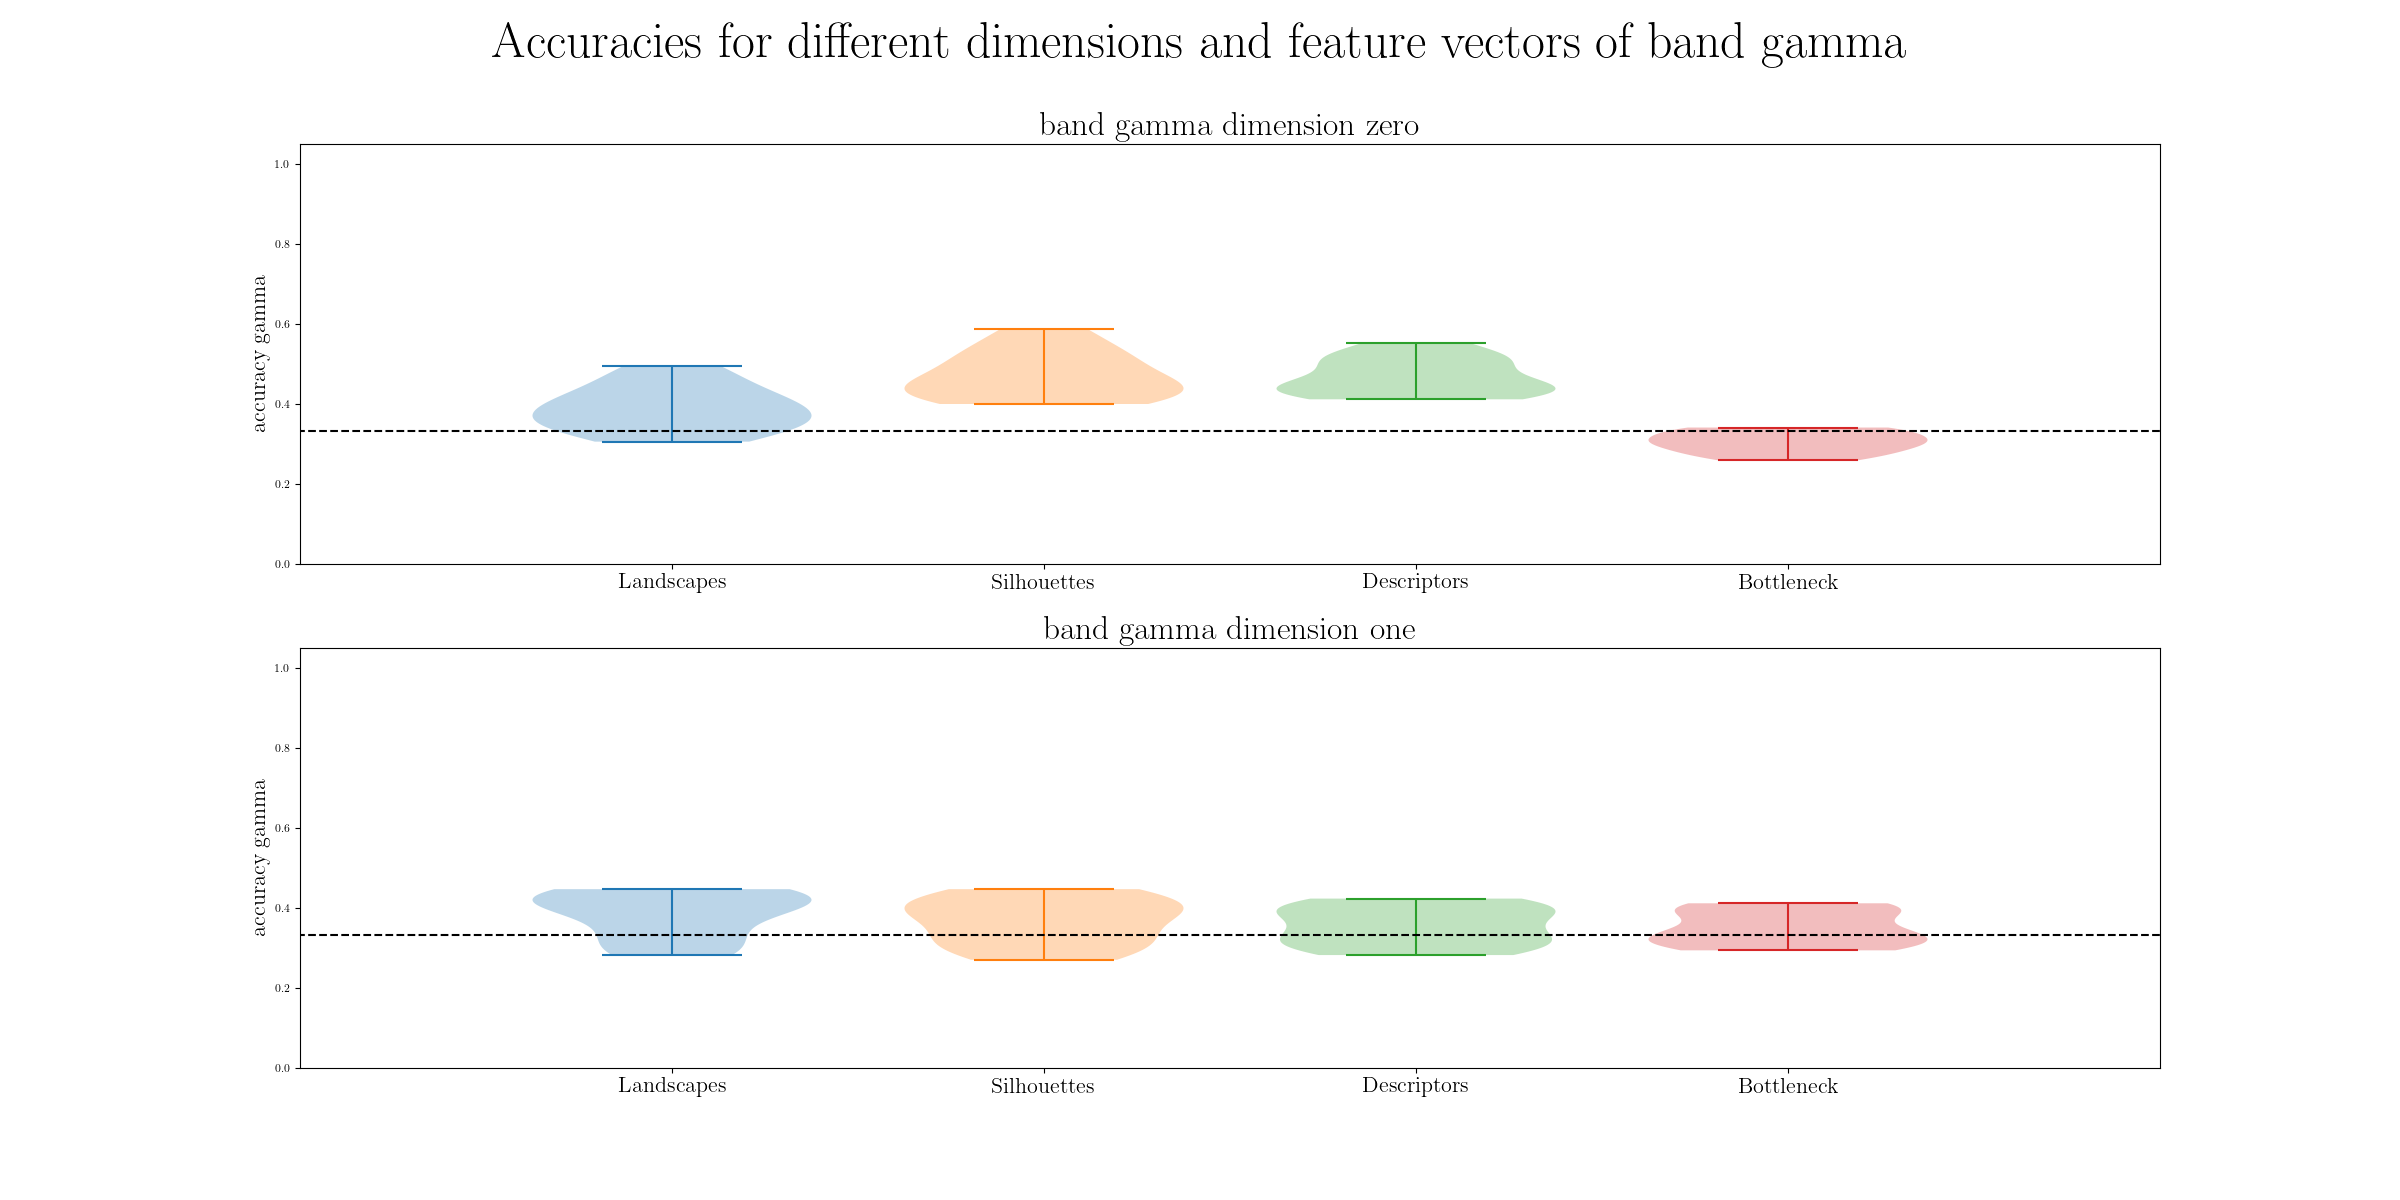 Accuracies for different dimensions and feature vectors of band gamma
band gamma dimension zero
1.0
0.8
0.6
0.4
0.2
0.0
accuracy gamma
Landscapes Silhouettes Descriptors Bottleneck
band gamma dimension one
1.0
0.8
0.6
0.4
0.2
0.0
accuracy gamma
Landscapes Silhouettes Descriptors Bottleneck